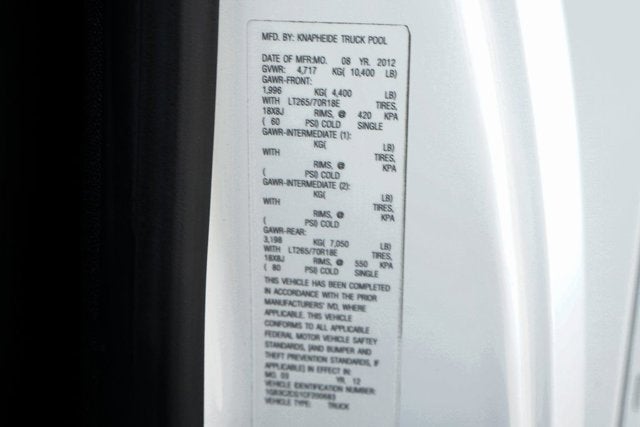 MFD. BY: KNAPHEIDE TRUCK POOL
DATE OF MFR:MO. 08 YR. 2012
GVWR: 4,717 KG( 10,400 LB)
GAWR-FRONT:
1,996 KG( 4,400 LB)
WITH LT265/70R18E TIRES,
18X8J RIMS, @ 420 KPA
( 60 PSI) COLD SINGLE
GAWR-INTERMEDIATE (1):
KG( LB)
WITH TIRES,
RIMS, @ KPA
( PSI) COLD
GAWR-INTERMEDIATE (2):
KG( LB)
WITH TIRES,
RIMS, @ KPA
( PSI) COLD
GAWR-REAR:
3,198 KG( 7,050 LB)
WITH LT265/70R18E TIRES,
18X8J RIMS, @ 550 KPA
( 80 PSI) COLD SINGLE
THIS VEHICLE HAS BEEN COMPLETED
IN ACCORDANCE WITH THE PRIOR
MANUFACTURERS' IVD, WHERE
APPLICABLE. THIS VEHICLE
CONFORMS TO ALL APPLICABLE
FEDERAL MOTOR VEHICLE SAFTEY
STANDARDS, [AND BUMPER AND
THEFT PREVENTION STANDARDS, IF
APPLICABLE] IN EFFECT IN:
MO. 03 YR. 12
VEHICLE IDENTIFICATION NUMBER:
VEHICLE TYPE: TRUCK